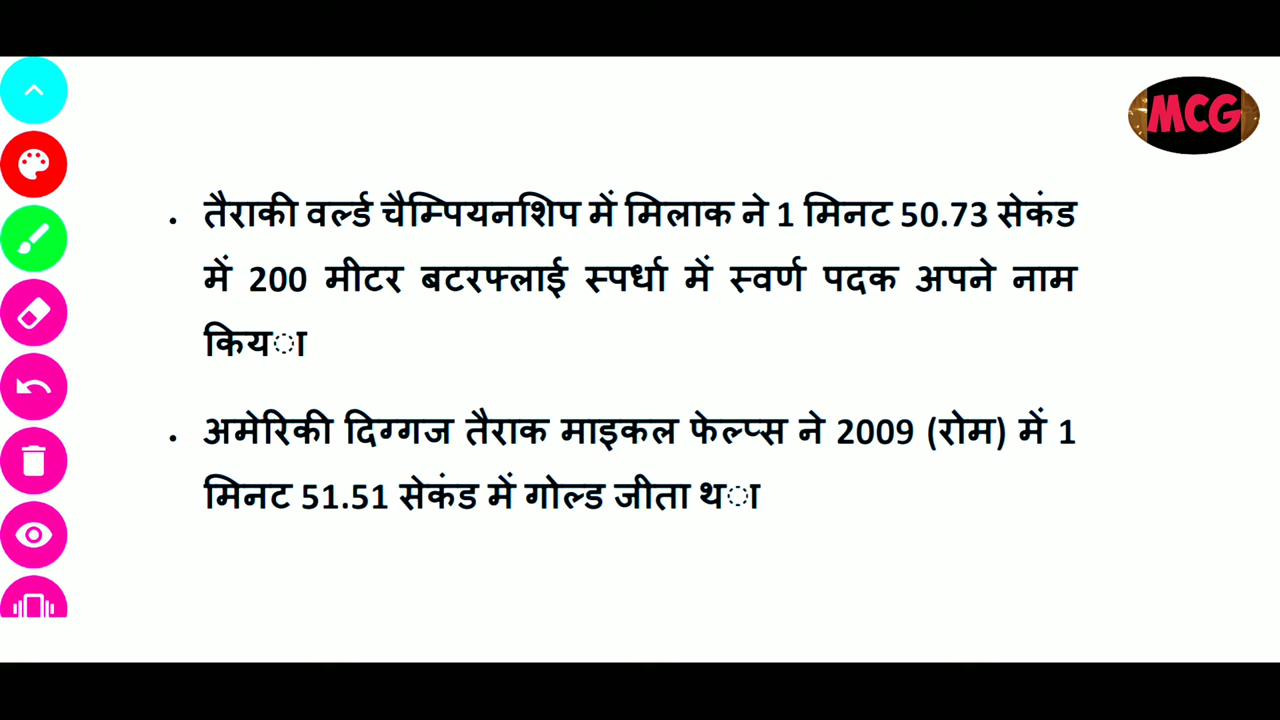 MCG
• तैराकी वर्ल्ड चैम्पियनशिप में मिलाक ने 1 मिनट 50.73 सेकंड
में 200 मीटर बटरफ्लाई स्पर्धा में स्वर्ण पदक अपने नाम
किया
• अमेरिकी दिग्गज तैराक माइकल फेल्प्स ने 2009 (रोम) में 1
मिनट 51.51 सेकंड में गोल्ड जीता था